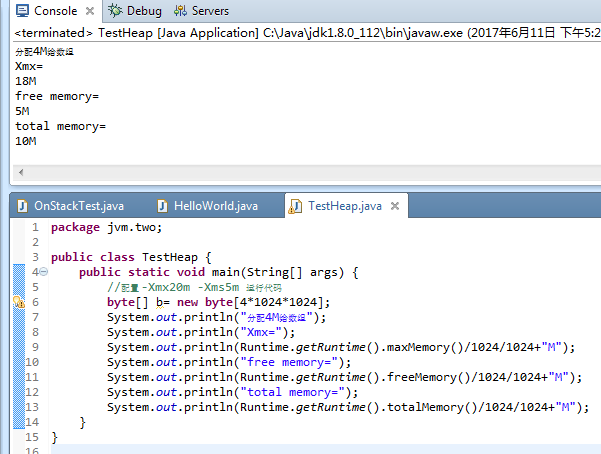 Console Debug Servers
<terminated> TestHeap [Java Application] C:\Java\jdk1.8.0_112\bin\javaw.exe (2017年6月11日 下午5:2
分配4M给数组
Xmx=
18M
free memory=
5M
total memory=
10M
OnStackTest.java HelloWorld.java TestHeap.java
1 package jvm.two;
2
3 public class TestHeap {
4 public static void main(String[] args) {
5 //配置-Xmx20m -Xms5m 运行代码
6 byte[] b= new byte[4*1024*1024];
7 System.out.println("分配4M给数组");
8 System.out.println("Xmx=");
9 System.out.println(Runtime.getRuntime().maxMemory()/1024/1024+"M");
10 System.out.println("free memory=");
11 System.out.println(Runtime.getRuntime().freeMemory()/1024/1024+"M");
12 System.out.println("total memory=");
13 System.out.println(Runtime.getRuntime().totalMemory()/1024/1024+"M");
14 }
15 }
16